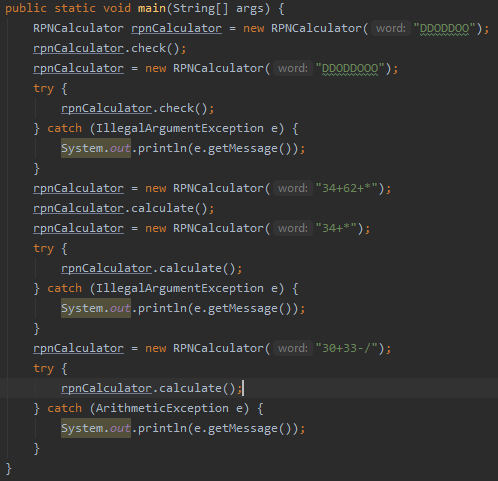 public static void main(String[] args) {
    RPNCalculator rpnCalculator = new RPNCalculator( word: "DDODDOO");
    rpnCalculator.check();
    rpnCalculator = new RPNCalculator( word: "DDODDOOO");
    try {
        rpnCalculator.check();
    } catch (IllegalArgumentException e) {
        System.out.println(e.getMessage());
    }
    rpnCalculator = new RPNCalculator( word: "34+62+*");
    rpnCalculator.calculate();
    rpnCalculator = new RPNCalculator( word: "34+*");
    try {
        rpnCalculator.calculate();
    } catch (IllegalArgumentException e) {
        System.out.println(e.getMessage());
    }
    rpnCalculator = new RPNCalculator( word: "30+33-/");
    try {
        rpnCalculator.calculate();
    } catch (ArithmeticException e) {
        System.out.println(e.getMessage());
    }
}